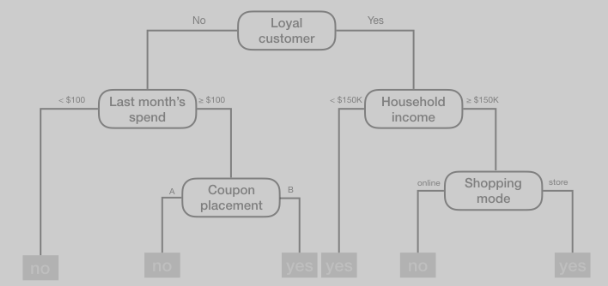 Loyal
customer
No
Yes
Last month's
spend
< $100
≥ $100
Household
income
< $150K
≥ $150K
Coupon
placement
A
B
Shopping
mode
online
store
no
no
yes
yes
no
yes